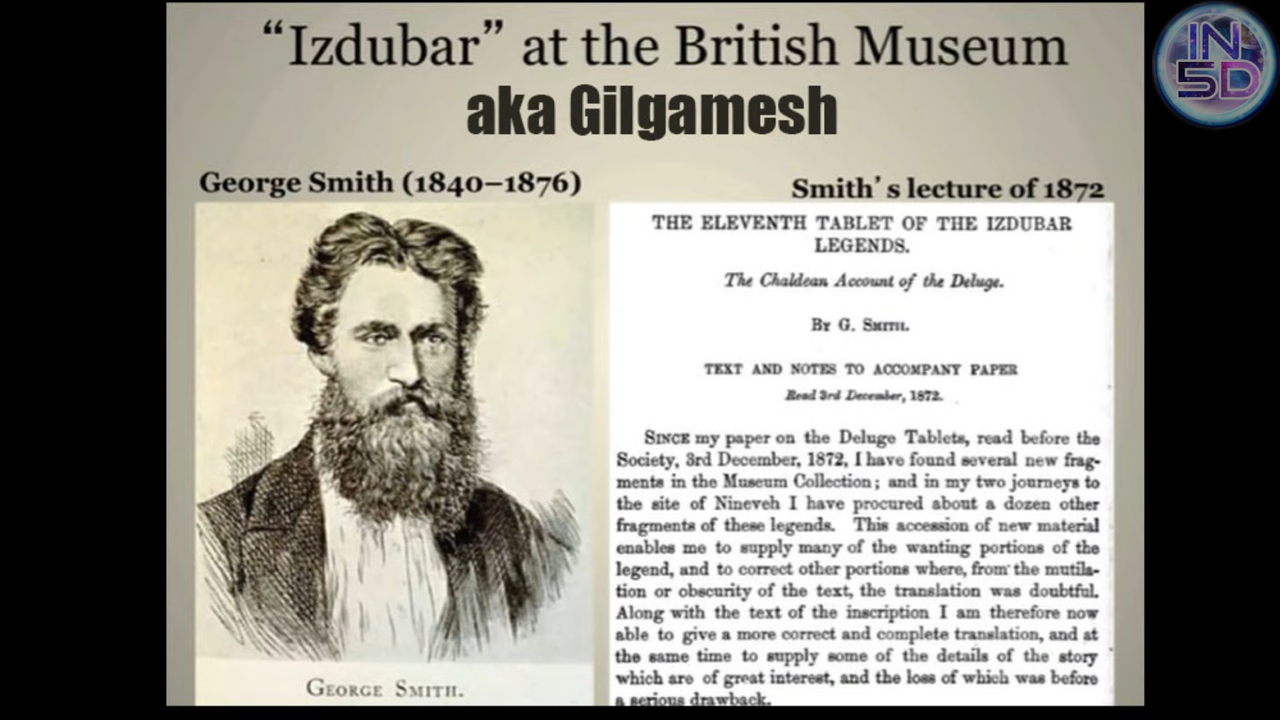 “Izdubar” at the British Museum
aka Gilgamesh
IN
5D
George Smith (1840–1876)
GEORGE SMITH.
Smith’s lecture of 1872
THE ELEVENTH TABLET OF THE IZDUBAR
LEGENDS.
The Chaldean Account of the Deluge.
BY G. SMITH.
TEXT AND NOTES TO ACCOMPANY PAPER
Read 3rd December, 1872.
SINCE my paper on the Deluge Tablets, read before the
Society, 3rd December, 1872, I have found several new frag-
ments in the Museum Collection; and in my two journeys to
the site of Nineveh I have procured about a dozen other
fragments of these legends. This accession of new material
enables me to supply many of the wanting portions of the
legend, and to correct other portions where, from the mutila-
tion or obscurity of the text, the translation was doubtful.
Along with the text of the inscription I am therefore now
able to give a more correct and complete translation, and at
the same time to supply some of the details of the story
which are of great interest, and the loss of which was before
a serious drawback.